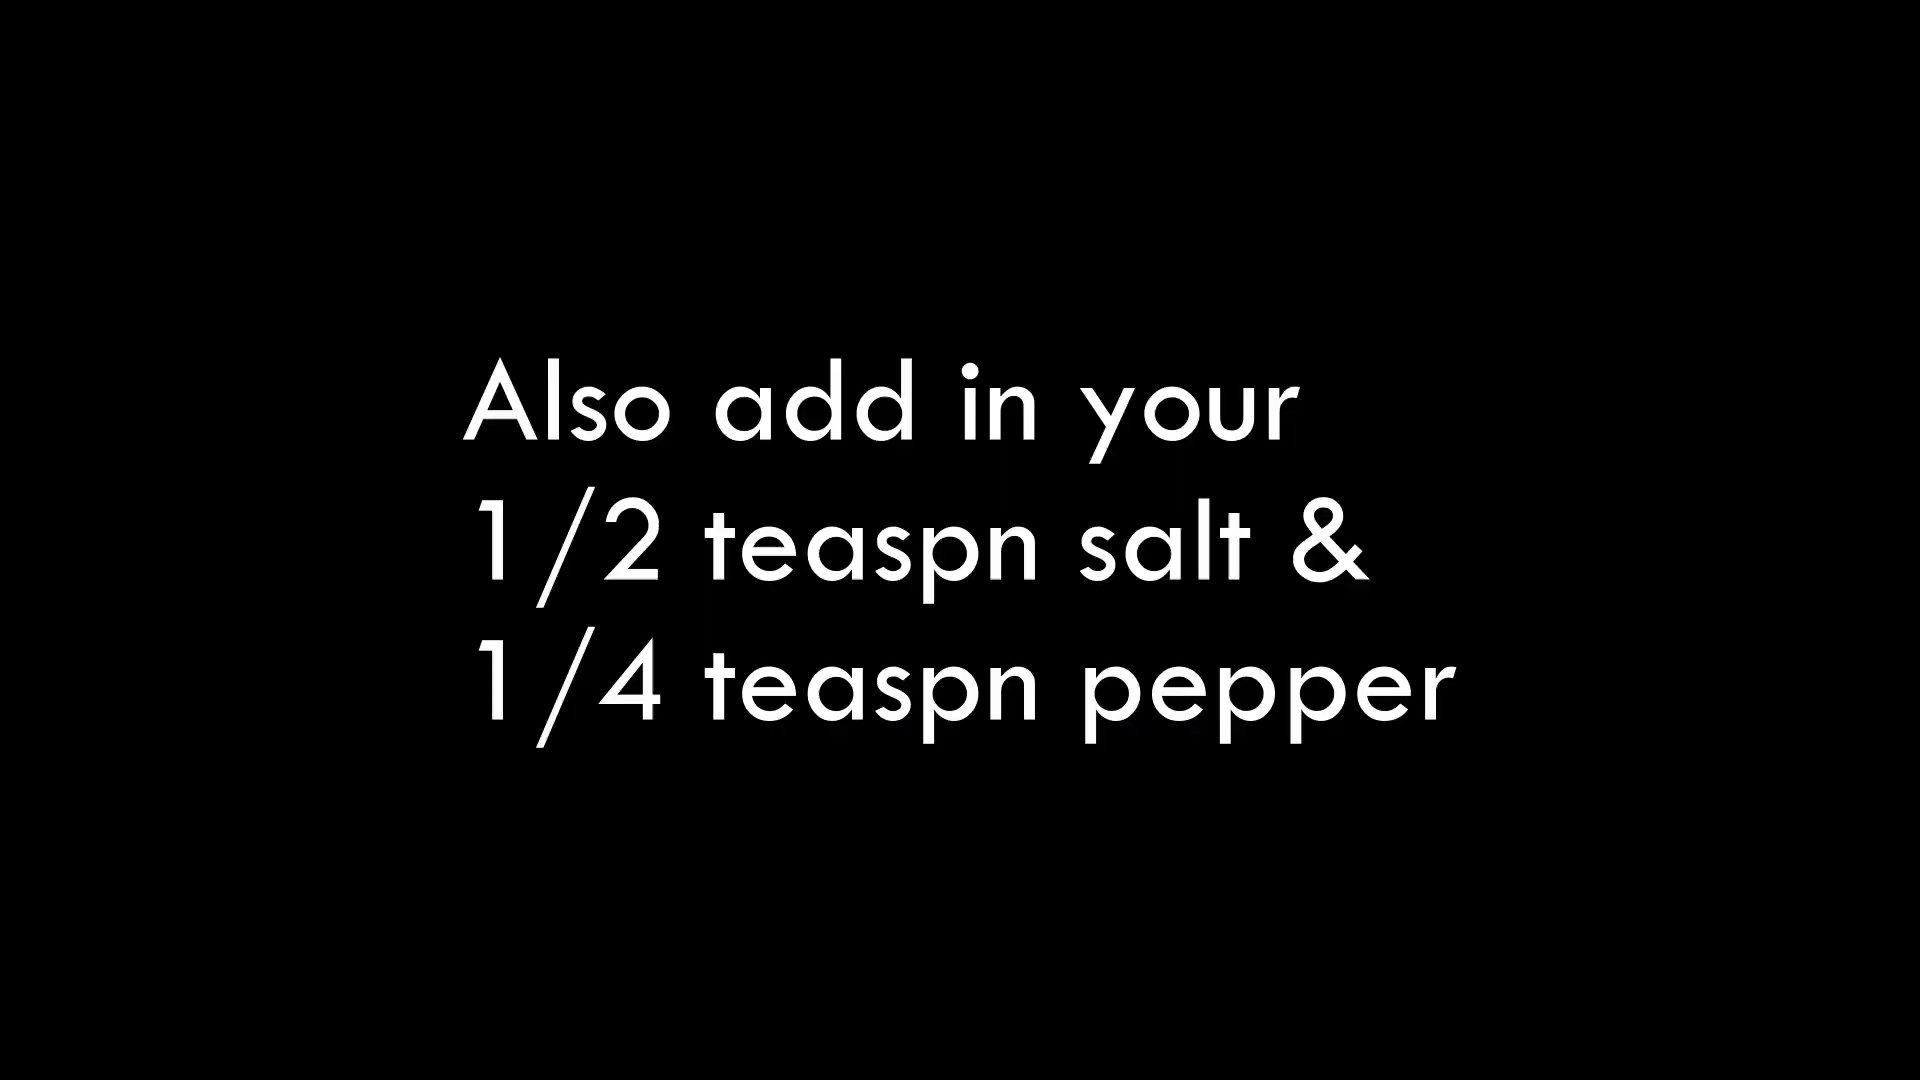 Also add in your
1/2 teaspn salt &
1/4 teaspn pepper